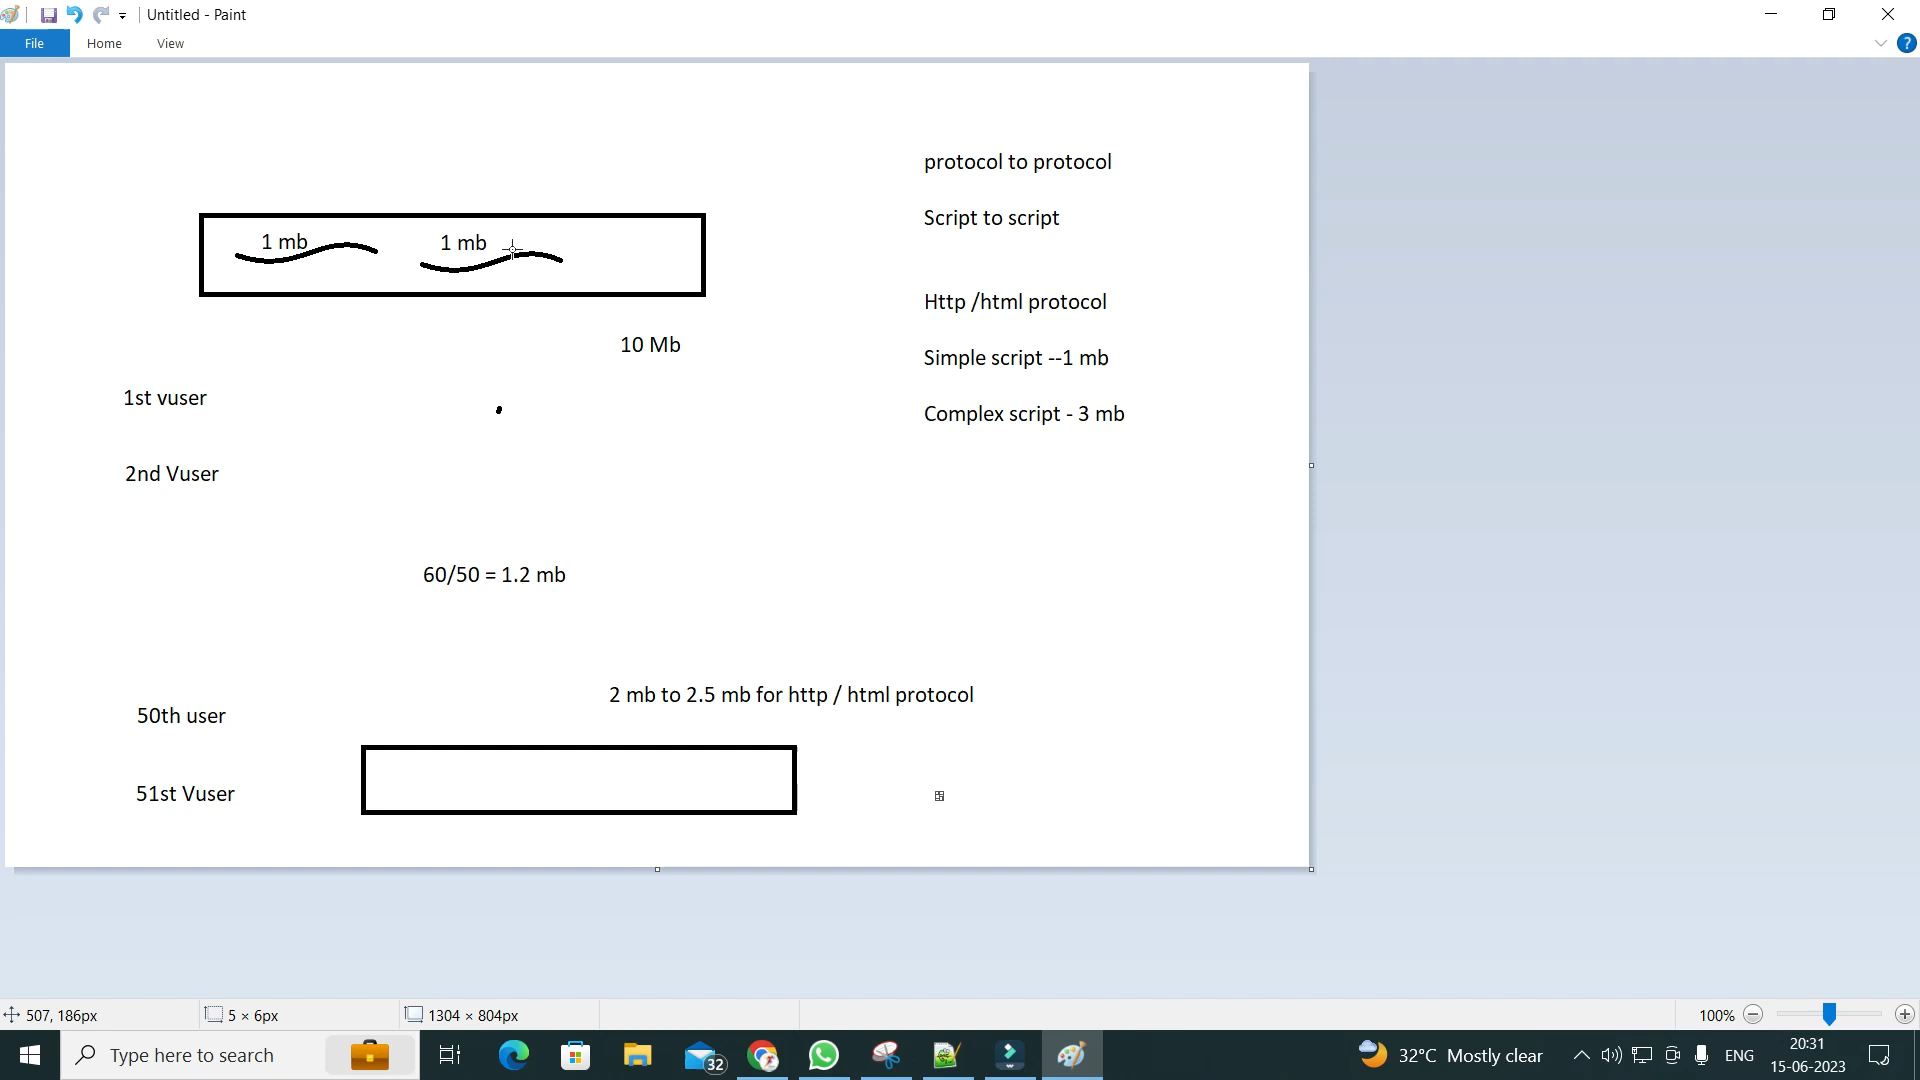 Untitled - Paint
File
Home
View
protocol to protocol
Script to script
1 mb
1 mb
Http /html protocol
10 Mb
Simple script --1 mb
1st vuser
Complex script - 3 mb
2nd Vuser
60/50 = 1.2 mb
2 mb to 2.5 mb for http / html protocol
50th user
51st Vuser
507, 186px
5 × 6px
1304 × 804px
100%
Type here to search
32
32°C Mostly clear
ENG
20:31
15-06-2023